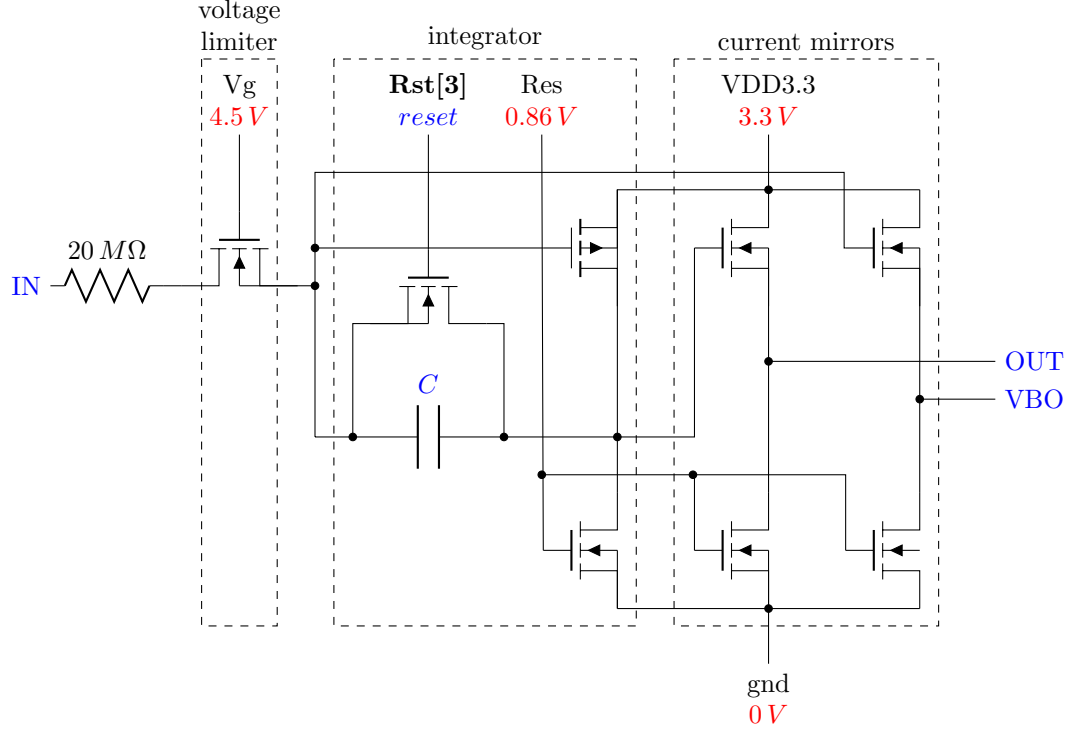 voltage
limiter
integrator
current mirrors
Vg
4.5 V
Rst[3]
reset
Res
0.86 V
VDD3.3
3.3 V
20 MΩ
IN
OUT
VBO
C
gnd
0 V